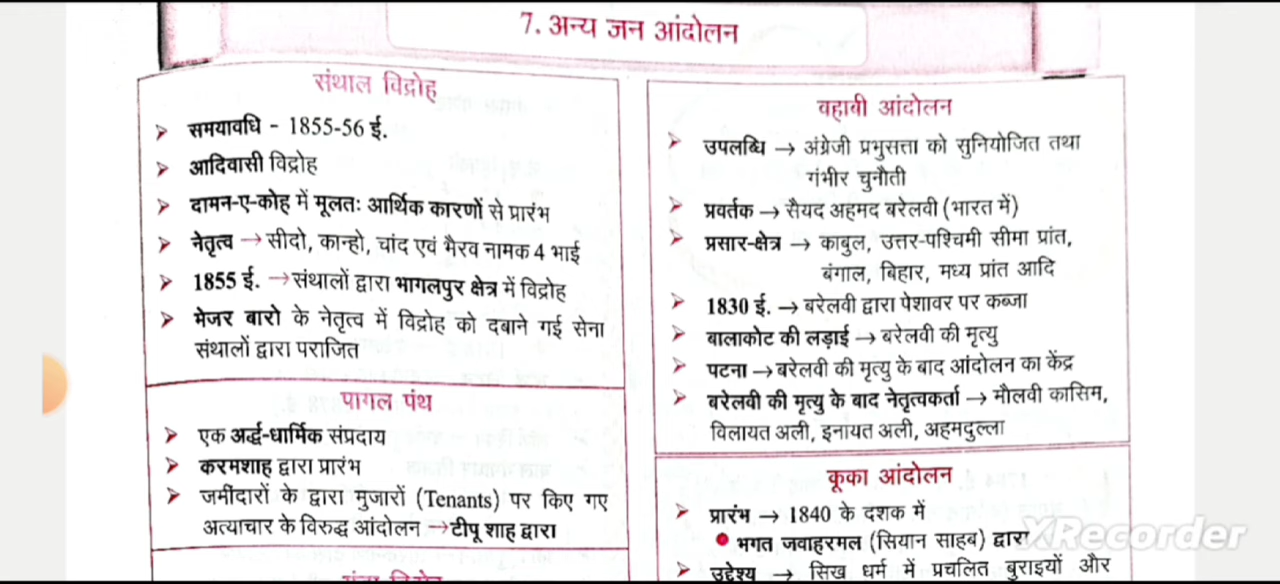 7. अन्य जन आंदोलन
संथाल विद्रोह
➤ समयावधि - 1855-56 ई.
➤ आदिवासी विद्रोह
➤ दामन-ए-कोह में मूलतः आर्थिक कारणों से प्रारंभ
➤ नेतृत्व → सीदो, कान्हो, चांद एवं भैरव नामक 4 भाई
➤ 1855 ई. → संथालों द्वारा भागलपुर क्षेत्र में विद्रोह
➤ मेजर बारो के नेतृत्व में विद्रोह को दबाने गई सेना
संथालों द्वारा पराजित
पागल पंथ
➤ एक अर्द्ध-धार्मिक संप्रदाय
➤ करमशाह द्वारा प्रारंभ
➤ जमींदारों के द्वारा मुजारों (Tenants) पर किए गए
अत्याचार के विरुद्ध आंदोलन → टीपू शाह द्वारा
वहाबी आंदोलन
➤ उपलब्धि → अंग्रेजी प्रभुसत्ता को सुनियोजित तथा
गंभीर चुनौती
➤ प्रवर्तक → सैयद अहमद बरेलवी (भारत में)
➤ प्रसार-क्षेत्र → काबुल, उत्तर-पश्चिमी सीमा प्रांत,
बंगाल, बिहार, मध्य प्रांत आदि
➤ 1830 ई. → बरेलवी द्वारा पेशावर पर कब्जा
➤ बालाकोट की लड़ाई → बरेलवी की मृत्यु
➤ पटना → बरेलवी की मृत्यु के बाद आंदोलन का केंद्र
➤ बरेलवी की मृत्यु के बाद नेतृत्वकर्ता → मौलवी कासिम,
विलायत अली, इनायत अली, अहमदुल्ला
कूका आंदोलन
➤ प्रारंभ → 1840 के दशक में
● भगत जवाहरमल (सियान साहब) द्वारा
➤ उद्देश्य → सिख धर्म में प्रचलित बुराइयों और
XRecorder